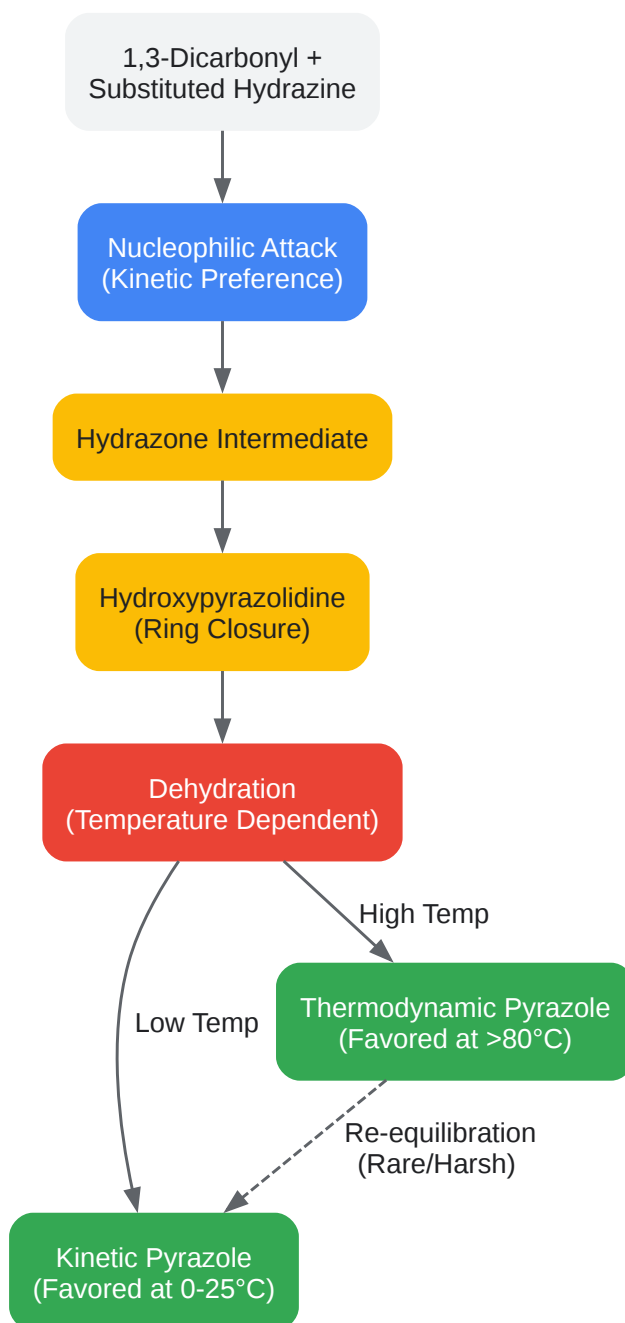 1,3-Dicarbonyl +
Substituted Hydrazine
Nucleophilic Attack
(Kinetic Preference)
Hydrazone Intermediate
Hydroxypyrazolidine
(Ring Closure)
Dehydration
(Temperature Dependent)
High Temp
Low Temp
Thermodynamic Pyrazole
(Favored at >80°C)
Re-equilibration
(Rare/Harsh)
Kinetic Pyrazole
(Favored at 0-25°C)